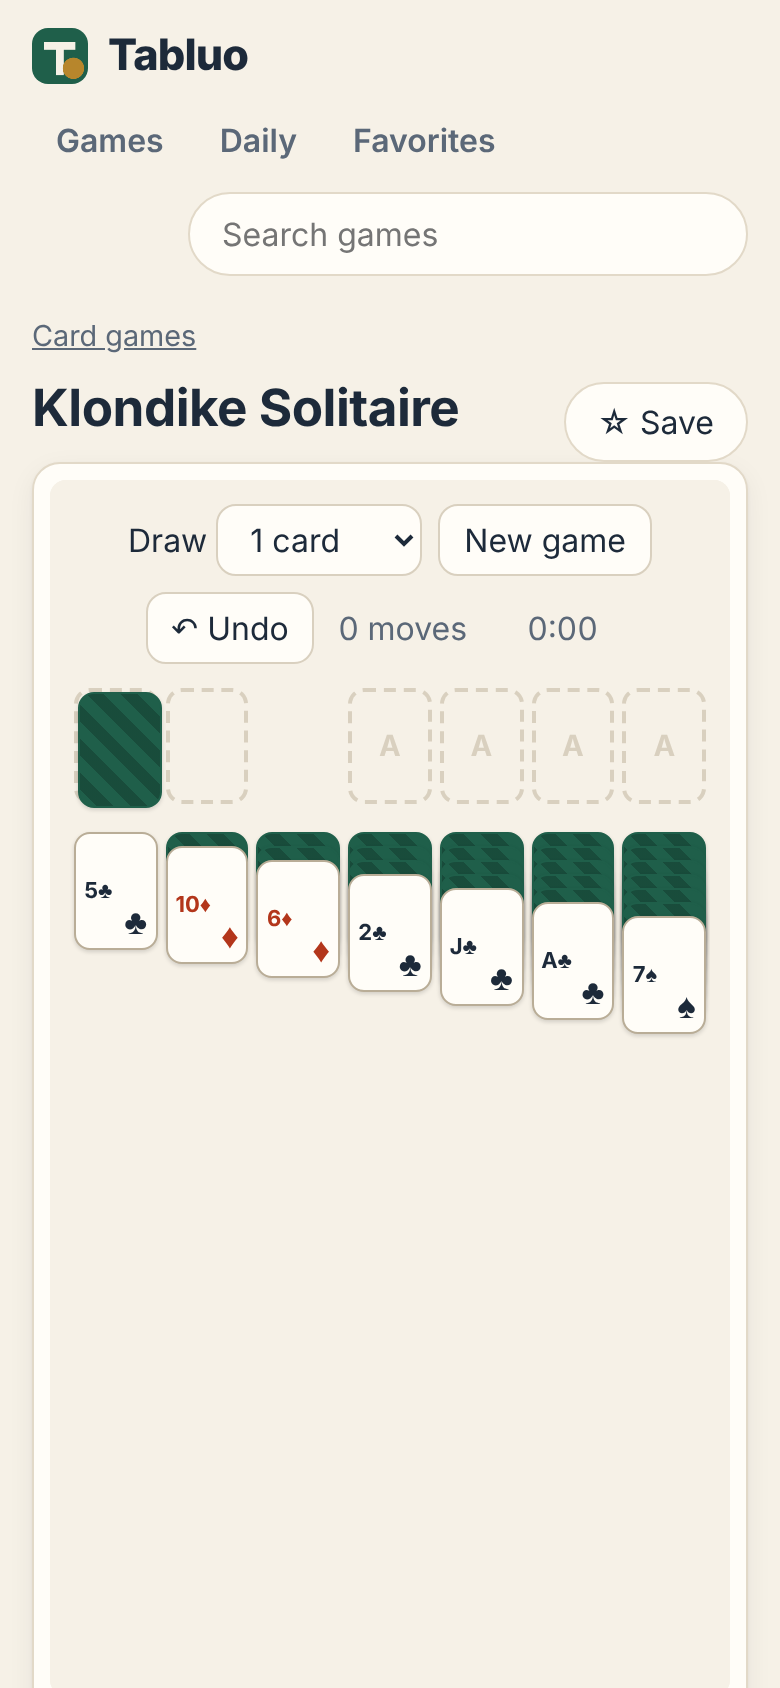 Tabluo
Games Daily Favorites
Search games
Card games
Klondike Solitaire
☆ Save
Draw 1 card New game
↶ Undo 0 moves 0:00
A A A A
5♣ 10♦ 6♦ 2♣ J♣ A♣ 7♠
♣ ♦ ♦ ♣ ♣ ♣ ♠